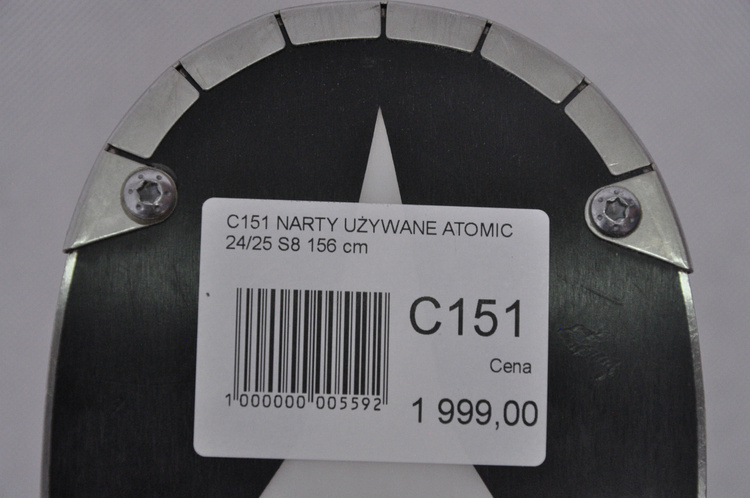 C151 NARTY UŻYWANE ATOMIC
24/25 S8 156 cm
C151
Cena
1 000000 005592
1 999,00